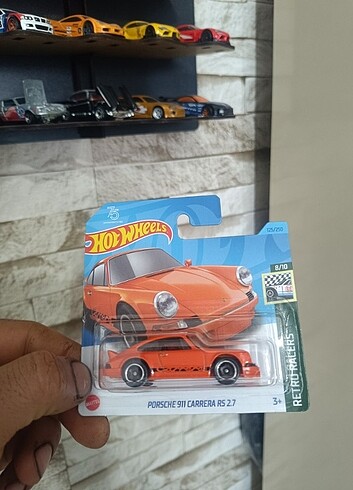 75
HOT WHEELS
125/250
8/10
RETRO RACERS
PORSCHE 911 CARRERA RS 2.7
3+